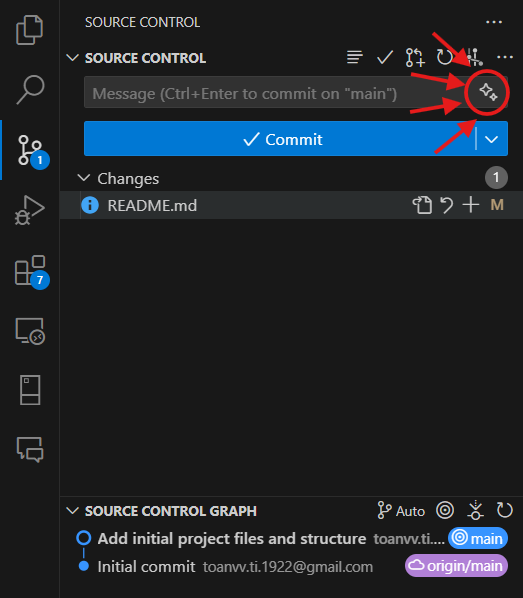 SOURCE CONTROL
SOURCE CONTROL
Message (Ctrl+Enter to commit on "main")
Commit
Changes 1
README.md M
1
7
SOURCE CONTROL GRAPH Auto
Add initial project files and structure toanvv.ti.... main
Initial commit toanvv.ti.1922@gmail.com origin/main